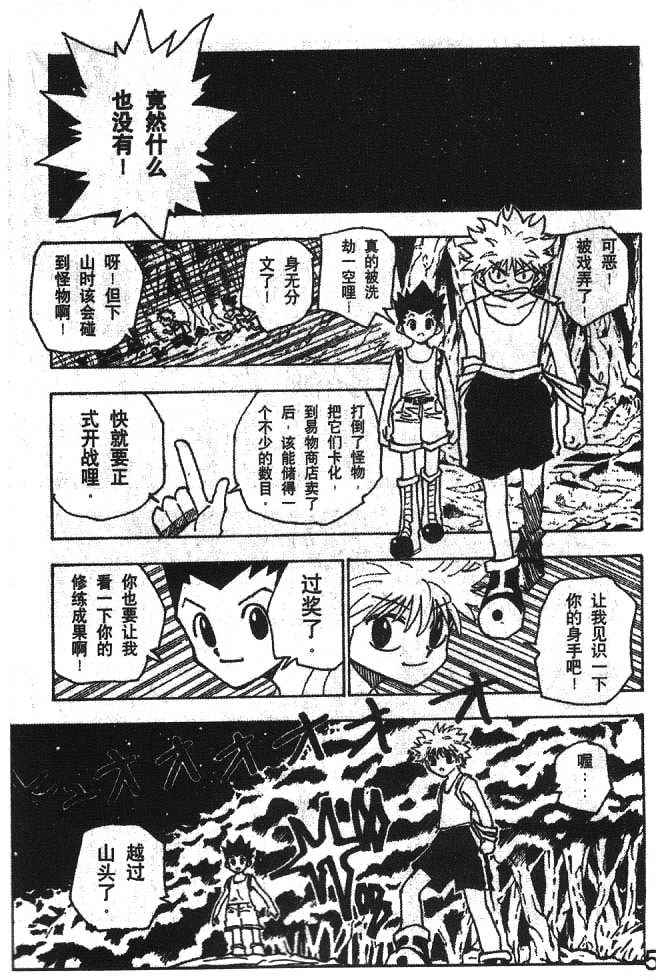 竟然什么
也没有！
可恶！
被戏弄了！
真的被洗
劫一空哩！
身无分
文了！
呀！但下
山时该会碰
到怪物啊！
打倒了怪物，
把它们卡化，
到易物商店卖了
后，该能储得一
个不少的数目。
快就要正
式开战哩。
让我见识一下
你的身手吧！
过奖了。
你也要让我
看一下你的
修练成果啊！
喔…
越过
山头了。
5